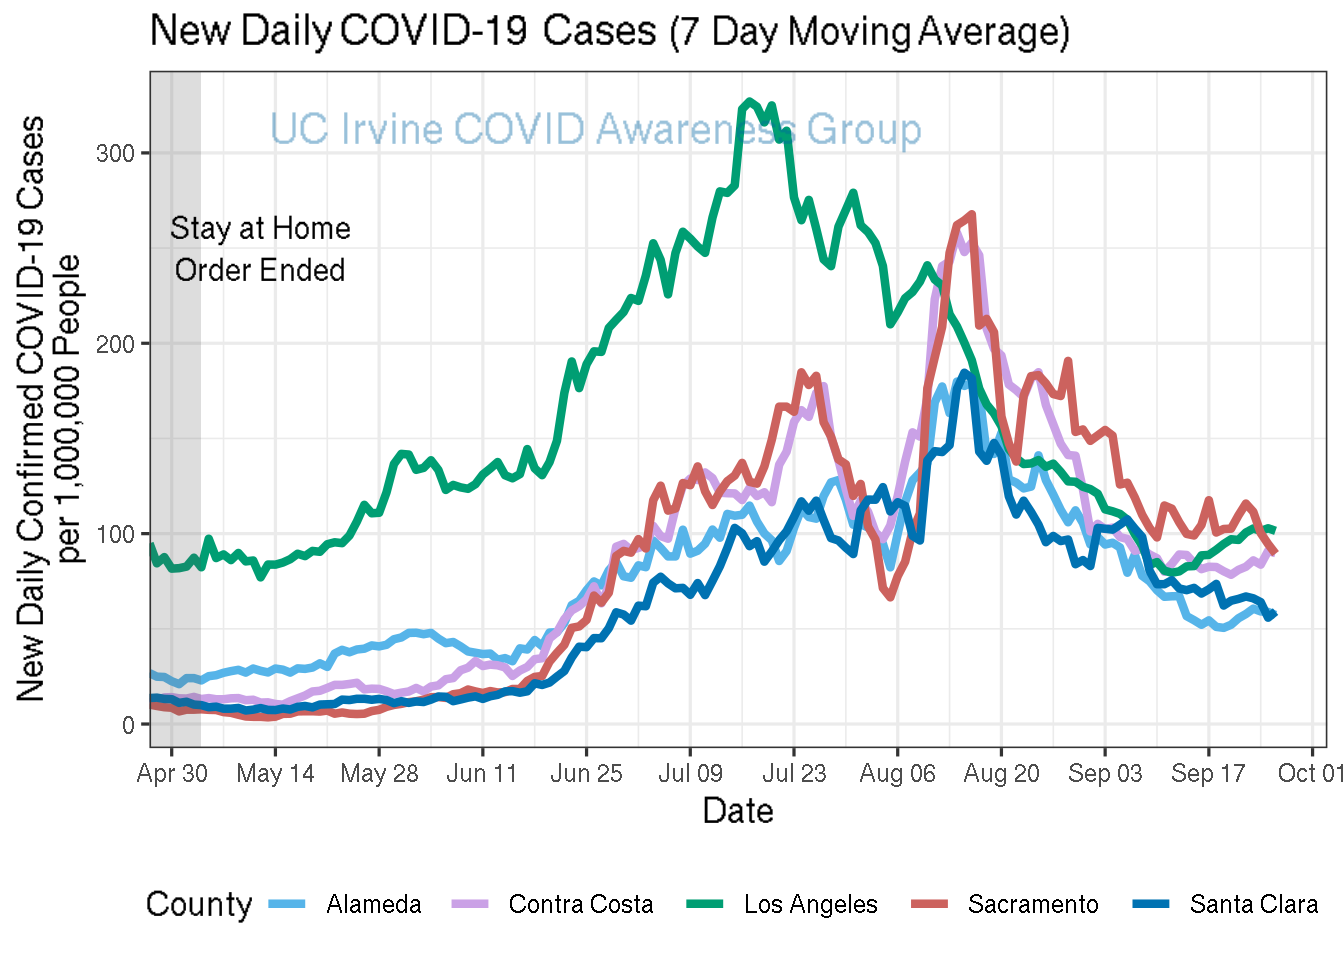 New Daily COVID-19 Cases (7 Day Moving Average)
UC Irvine COVID Awareness Group
Stay at Home
Order Ended
New Daily Confirmed COVID-19 Cases
per 1,000,000 People
300
200
100
0
Apr 30 May 14 May 28 Jun 11 Jun 25 Jul 09 Jul 23 Aug 06 Aug 20 Sep 03 Sep 17 Oct 01
Date
County Alameda Contra Costa Los Angeles Sacramento Santa Clara